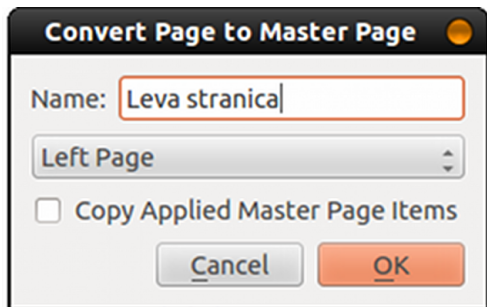 Convert Page to Master Page
Name: Leva stranica
Left Page
Copy Applied Master Page Items
Cancel OK